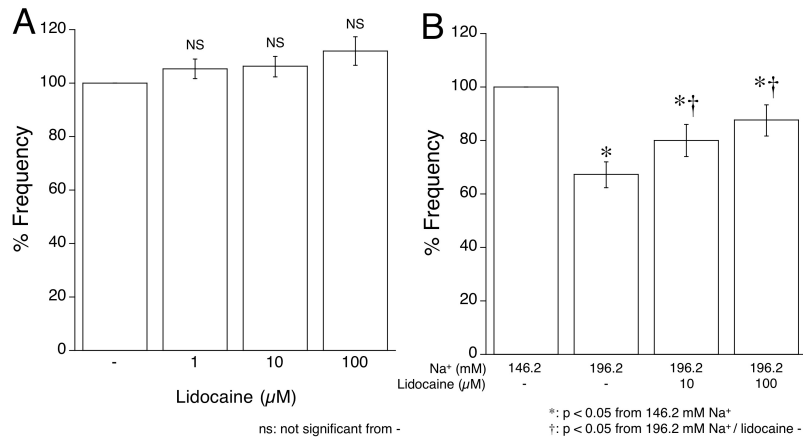 A
B
% Frequency
120
100
80
60
40
20
0
NS
NS
NS
-
1
10
100
Lidocaine (µM)
ns: not significant from -
% Frequency
120
100
80
60
40
20
0
*
*†
*†
Na⁺ (mM) 146.2 196.2 196.2 196.2
Lidocaine (µM) - - 10 100
*: p < 0.05 from 146.2 mM Na⁺
†: p < 0.05 from 196.2 mM Na⁺ / lidocaine -